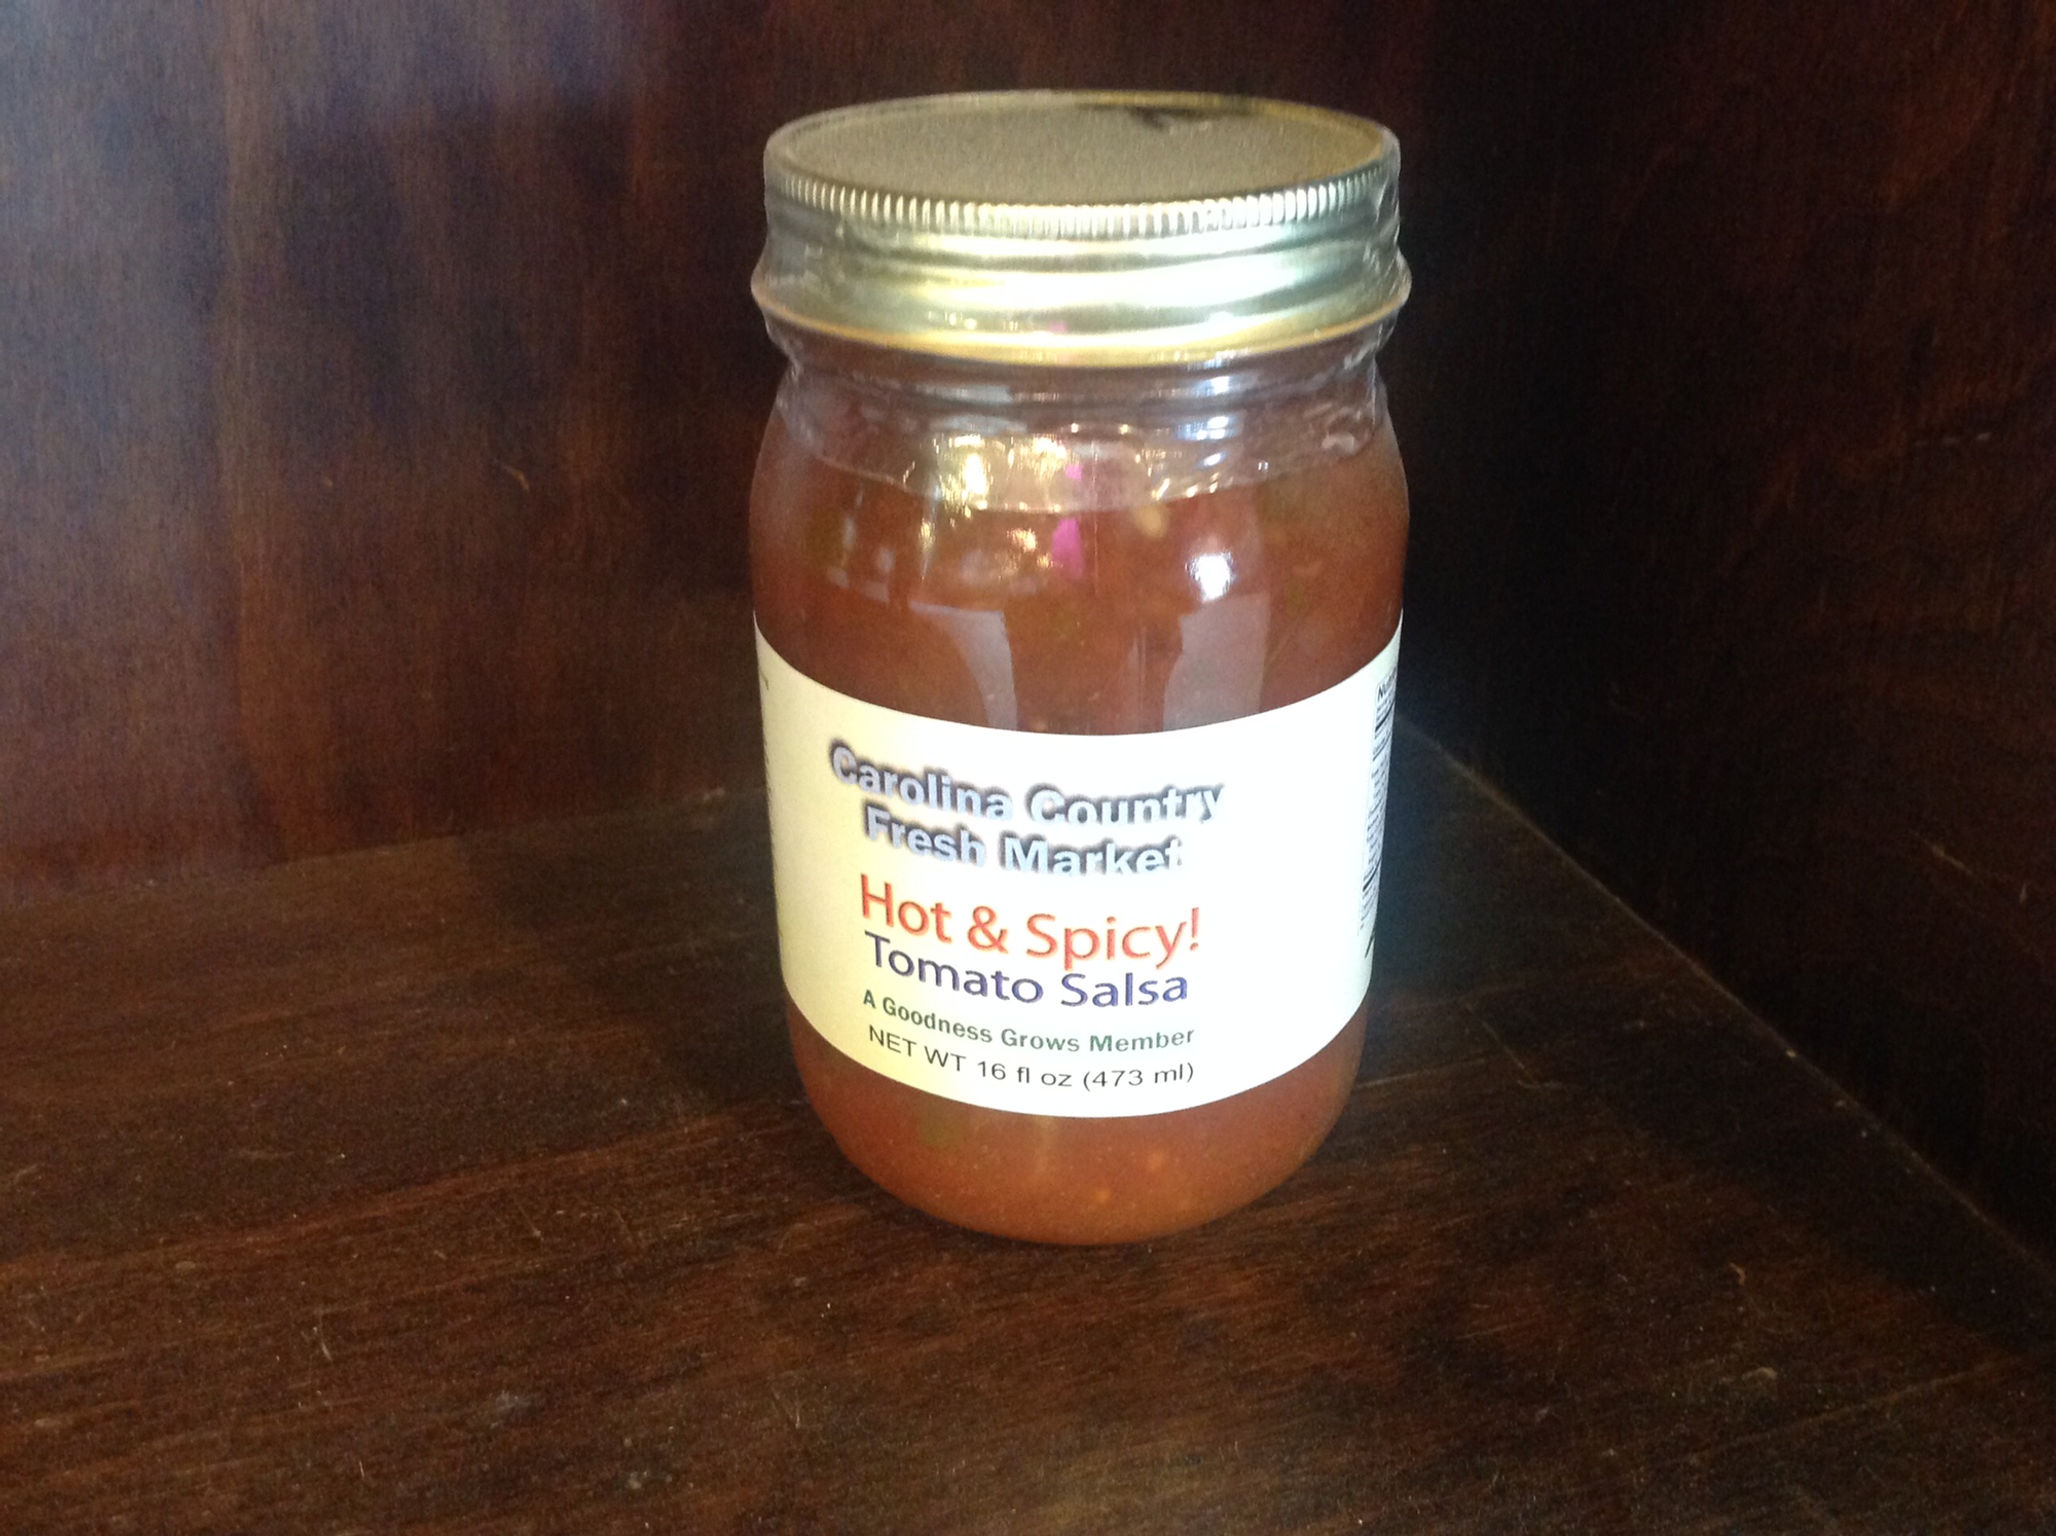 Carolina Country
Fresh Market
Hot & Spicy!
Tomato Salsa
A Goodness Grows Member
NET WT 16 fl oz (473 ml)